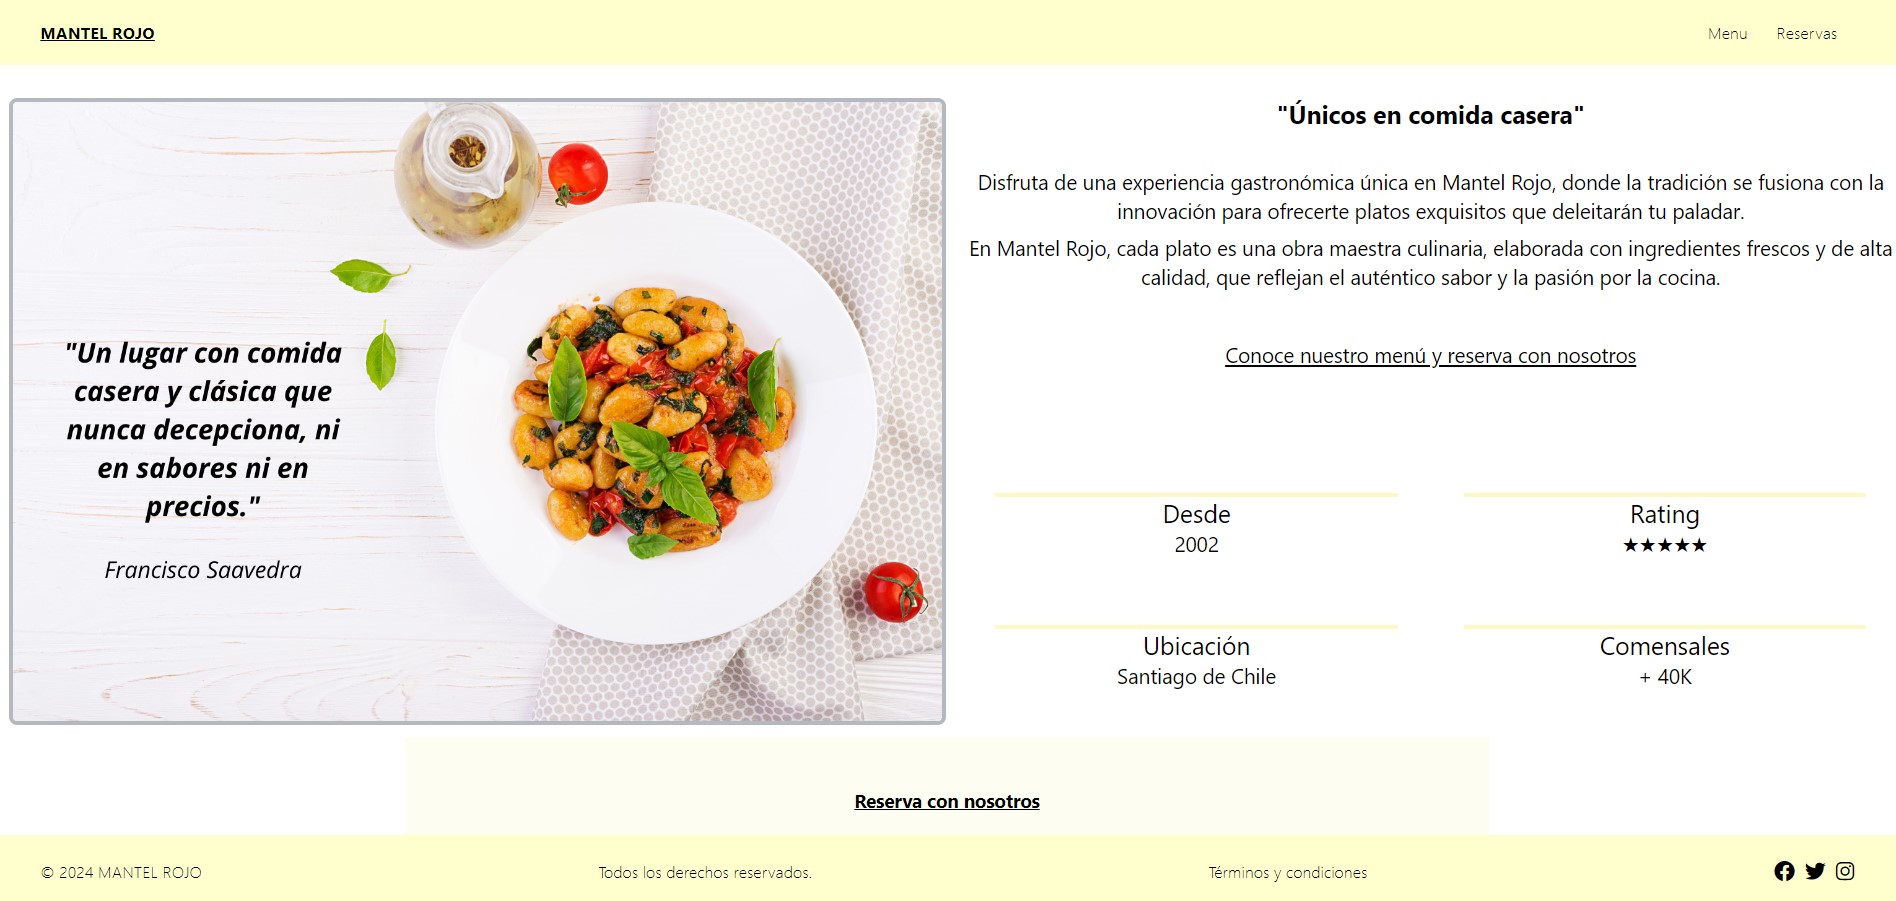 MANTEL ROJO
Menu
Reservas
"Un lugar con comida
casera y clásica que
nunca decepciona, ni
en sabores ni en
precios."
Francisco Saavedra
"Únicos en comida casera"
Disfruta de una experiencia gastronómica única en Mantel Rojo, donde la tradición se fusiona con la
innovación para ofrecerte platos exquisitos que deleitarán tu paladar.
En Mantel Rojo, cada plato es una obra maestra culinaria, elaborada con ingredientes frescos y de alta
calidad, que reflejan el auténtico sabor y la pasión por la cocina.
Conoce nuestro menú y reserva con nosotros
Desde
2002
Rating
★★★★★
Ubicación
Santiago de Chile
Comensales
+ 40K
Reserva con nosotros
© 2024 MANTEL ROJO
Todos los derechos reservados.
Términos y condiciones